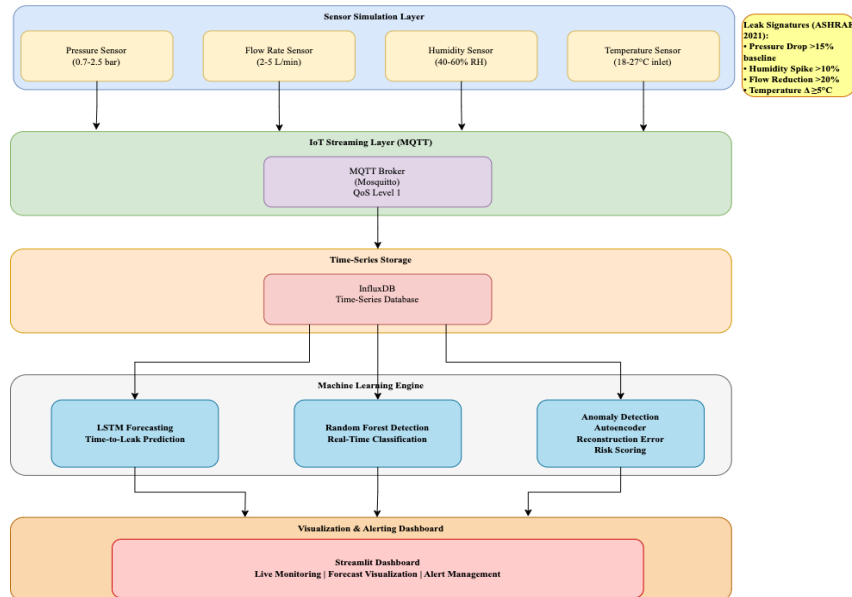 Sensor Simulation Layer
Pressure Sensor
(0.7-2.5 bar)
Flow Rate Sensor
(2-5 L/min)
Humidity Sensor
(40-60% RH)
Temperature Sensor
(18-27°C inlet)
Leak Signatures (ASHRAE
2021):
• Pressure Drop >15%
baseline
• Humidity Spike >10%
• Flow Reduction >20%
• Temperature Δ ≥5°C
IoT Streaming Layer (MQTT)
MQTT Broker
(Mosquitto)
QoS Level 1
Time-Series Storage
InfluxDB
Time-Series Database
Machine Learning Engine
LSTM Forecasting
Time-to-Leak Prediction
Random Forest Detection
Real-Time Classification
Anomaly Detection
Autoencoder
Reconstruction Error
Risk Scoring
Visualization & Alerting Dashboard
Streamlit Dashboard
Live Monitoring | Forecast Visualization | Alert Management